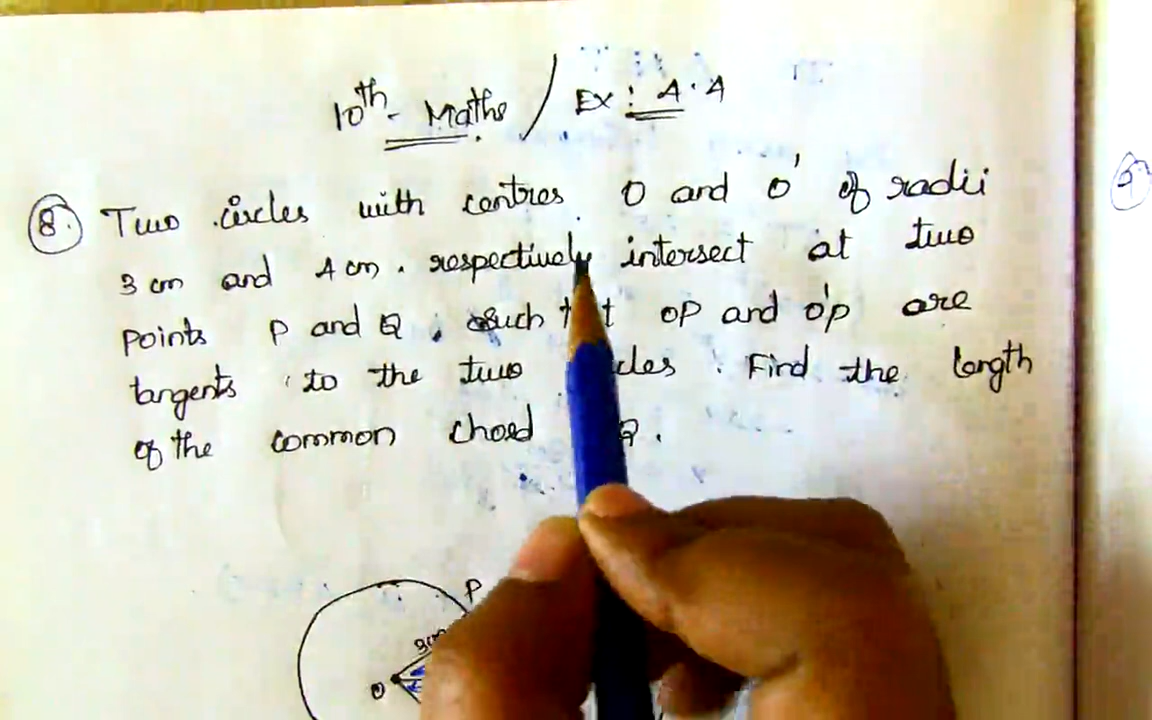 10th - Maths / Ex: 4.4
8. Two circles with centres O and O' of radii
3 cm and 4 cm. respectively intersect at two
points P and Q, such t t OP and O'P are
tangents to the two cles. Find the length
of the common chord Q.
P
3cm
O